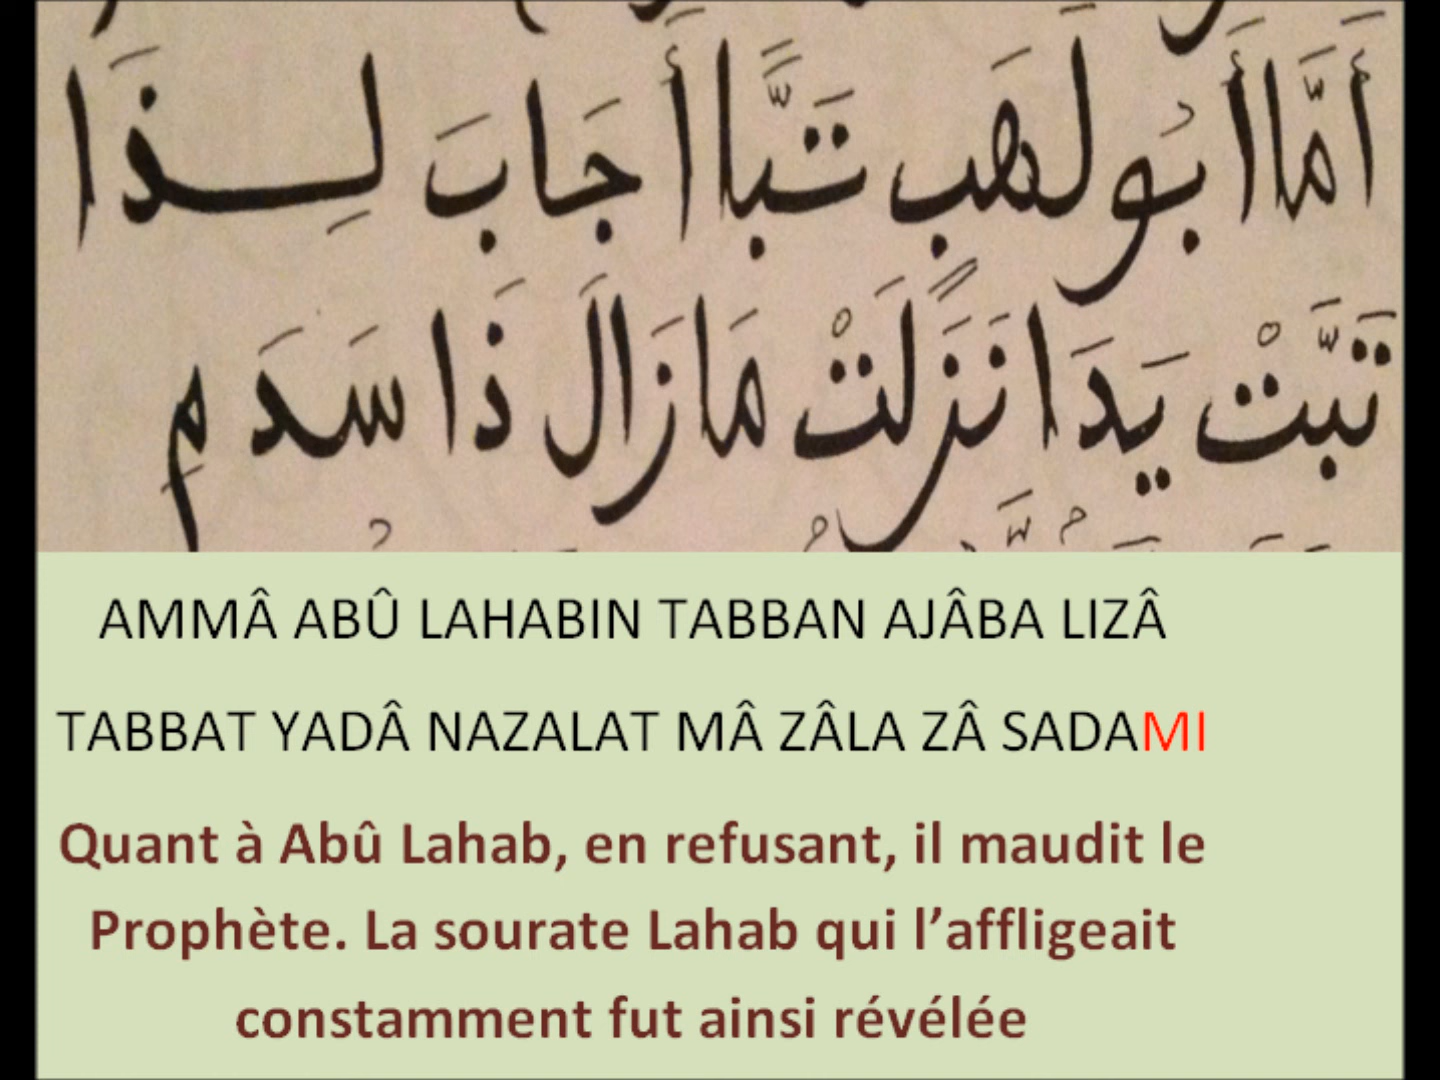 أَمَّا أَبُو لَهَبٍ تَبًّا أَجَابَ لِذَا
تَبَّتْ يَدَا نَزَلَتْ مَا زَالَ ذَا سَدَمِ
AMMÂ ABÛ LAHABIN TABBAN AJÂBA LIZÂ
TABBAT YADÂ NAZALAT MÂ ZÂLA ZÂ SADAMI
Quant à Abû Lahab, en refusant, il maudit le
Prophète. La sourate Lahab qui l’affligeait
constamment fut ainsi révélée